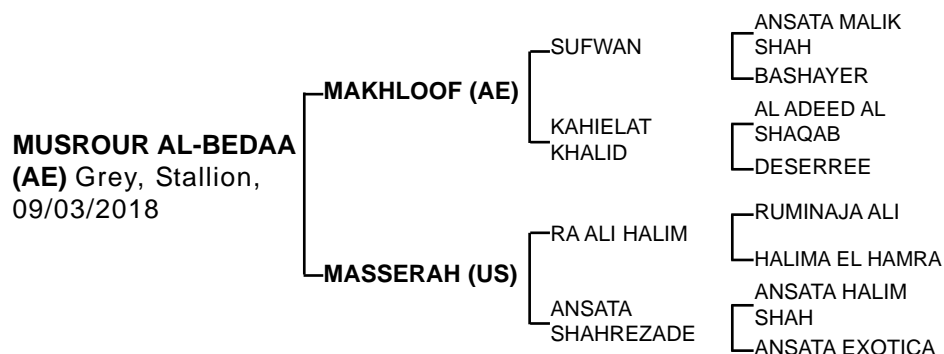 MUSROUR AL-BEDAA
(AE) Grey, Stallion,
09/03/2018
MAKHLOOF (AE)
MASSERAH (US)
SUFWAN
KAHIELAT
KHALID
RA ALI HALIM
ANSATA
SHAHREZADE
ANSATA MALIK
SHAH
BASHAYER
AL ADEED AL
SHAQAB
DESERREE
RUMINAJA ALI
HALIMA EL HAMRA
ANSATA HALIM
SHAH
ANSATA EXOTICA